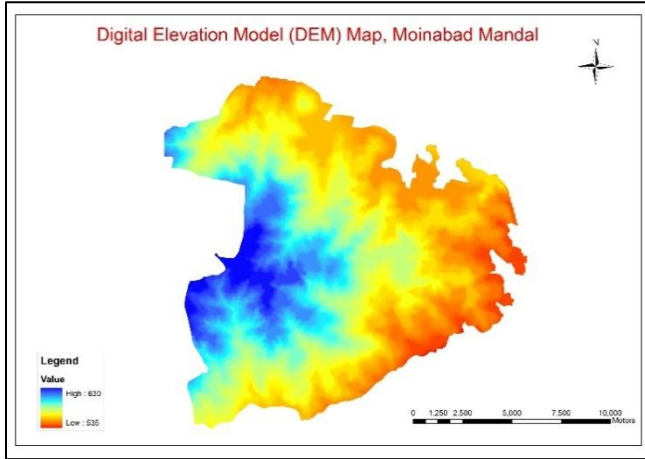 Digital Elevation Model (DEM) Map, Moinabad Mandal
N
Legend
Value
High : 630
Low : 535
0 1,250 2,500 5,000 7,500 10,000
Meters